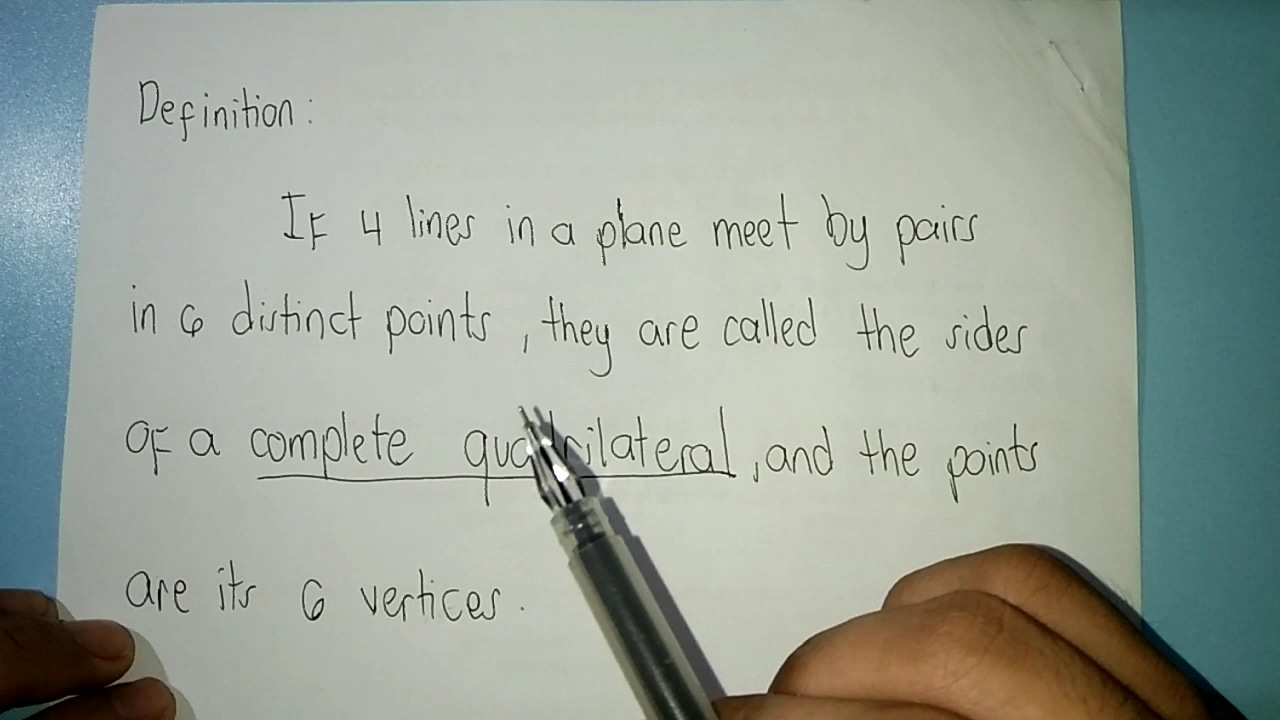 Definition:
If 4 lines in a plane meet by pairs
in 6 distinct points, they are called the sides
of a complete quadrilateral, and the points
are its 6 vertices.